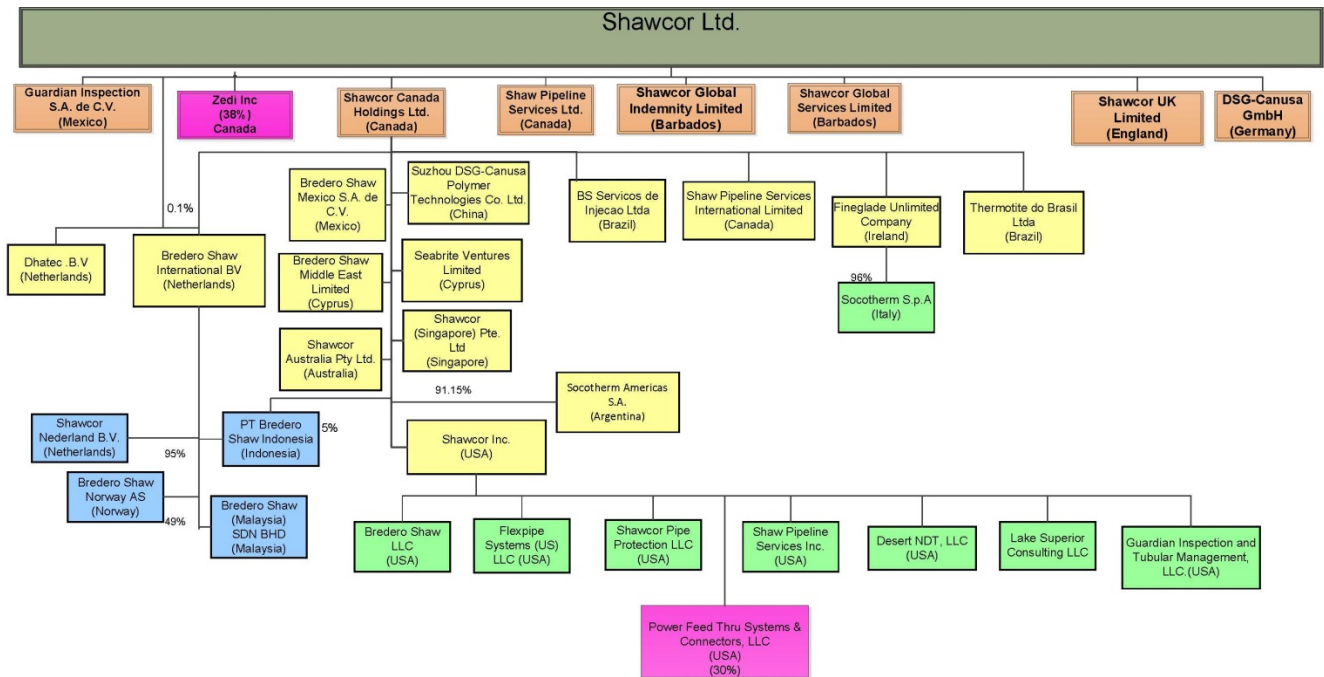 Shawcor Ltd.
Guardian Inspection
S.A. de C.V.
(Mexico)
Zedi Inc
(38%)
Canada
Shawcor Canada
Holdings Ltd.
(Canada)
Shaw Pipeline
Services Ltd.
(Canada)
Shawcor Global
Indemnity Limited
(Barbados)
Shawcor Global
Services Limited
(Barbados)
Shawcor UK
Limited
(England)
DSG-Canusa
GmbH
(Germany)
0.1%
Dhatec .B.V
(Netherlands)
Bredero Shaw
International BV
(Netherlands)
Bredero Shaw
Mexico S.A. de
C.V.
(Mexico)
Suzhou DSG-Canusa
Polymer
Technologies Co. Ltd.
(China)
BS Servicos de
Injecao Ltda
(Brazil)
Shaw Pipeline Services
International Limited
(Canada)
Fineglade Unlimited
Company
(Ireland)
Thermotite do Brasil
Ltda
(Brazil)
Bredero Shaw
Middle East
Limited
(Cyprus)
Seabrite Ventures
Limited
(Cyprus)
96%
Socotherm S.p.A
(Italy)
Shawcor
Australia Pty Ltd.
(Australia)
Shawcor
(Singapore) Pte.
Ltd
(Singapore)
91.15%
Socotherm Americas
S.A.
(Argentina)
Shawcor
Nederland B.V.
(Netherlands)
95%
PT Bredero
Shaw Indonesia
(Indonesia)
5%
Shawcor Inc.
(USA)
Bredero Shaw
Norway AS
(Norway)
49%
Bredero Shaw
(Malaysia)
SDN BHD
(Malaysia)
Bredero Shaw
LLC
(USA)
Flexpipe
Systems (US)
LLC (USA)
Shawcor Pipe
Protection LLC
(USA)
Shaw Pipeline
Services Inc.
(USA)
Desert NDT, LLC
(USA)
Lake Superior
Consulting LLC
Guardian Inspection and
Tubular Management,
LLC.(USA)
Power Feed Thru Systems &
Connectors, LLC
(USA)
(30%)